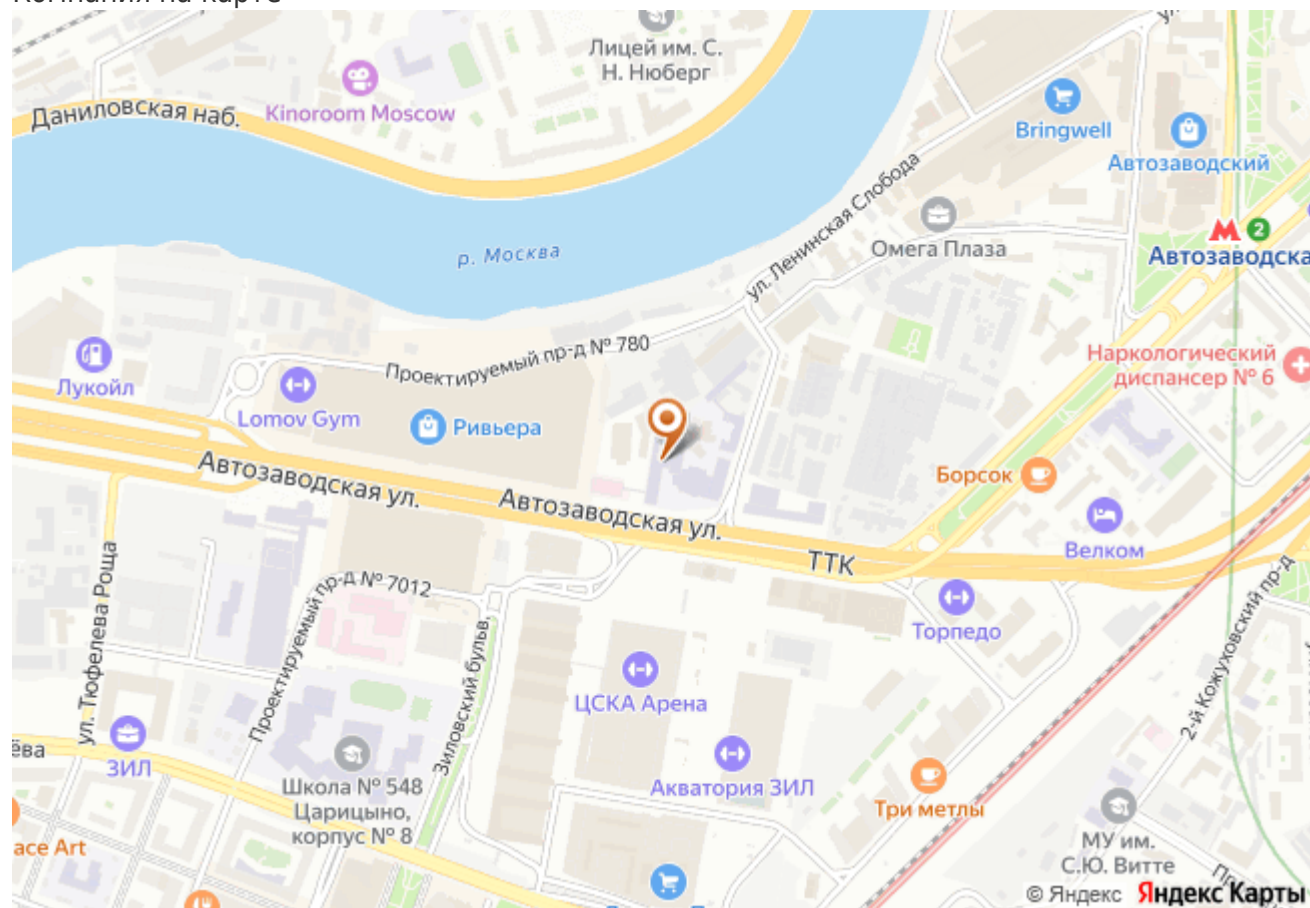 Лицей им. С.
Н. Нюберг
Даниловская наб.
Kinoroom Moscow
Bringwell
Автозаводский
ул. Ленинская Слобода
Омега Плаза
М 2
Автозаводска
р. Москва
Проектируемый пр-д № 780
Лукойл
Lomov Gym
Ривьера
Наркологический
диспансер № 6
Автозаводская ул.
Автозаводская ул.
Борсок
Велком
ТТК
Проектируемый пр-д № 7012
ул. Тюфелева Роща
Торпедо
2-й Кожуховский пр-д
ЦСКА Арена
Зиловский бульв.
ёва
ЗИЛ
Школа № 548
Царицыно,
корпус № 8
Акватория ЗИЛ
Три метлы
ace Art
МУ им.
С.Ю. Витте
© Яндекс Яндекс Карты